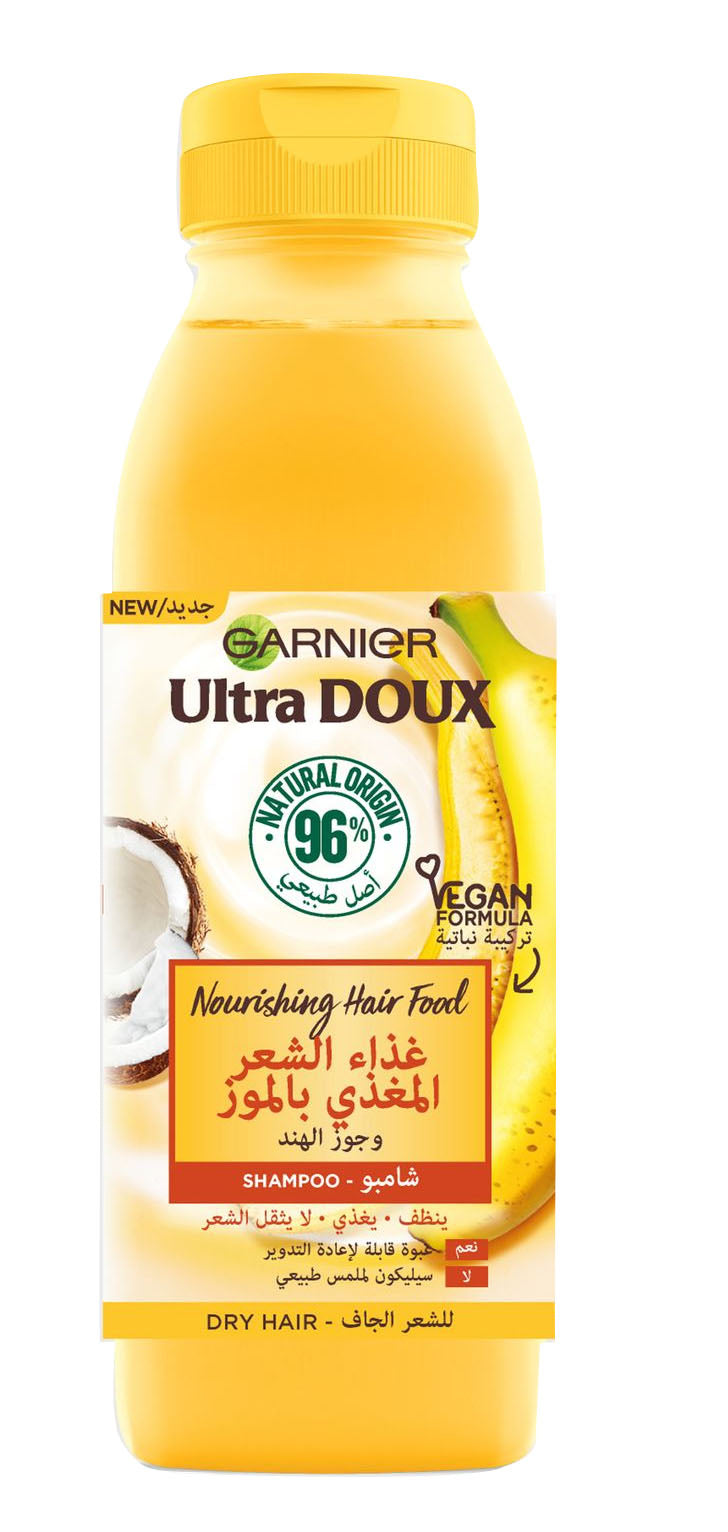 NEW/جديد
GARNIER
Ultra DOUX
NATURAL ORIGIN
96%
أصل طبيعي
VEGAN
FORMULA
تركيبة نباتية
Nourishing Hair Food
غذاء الشعر
المغذي بالموز
وجوز الهند
SHAMPOO - شامبو
ينظف • يغذي • لا يثقل الشعر
نعم عبوة قابلة لإعادة التدوير
لا سيليكون لملمس طبيعي
DRY HAIR - للشعر الجاف